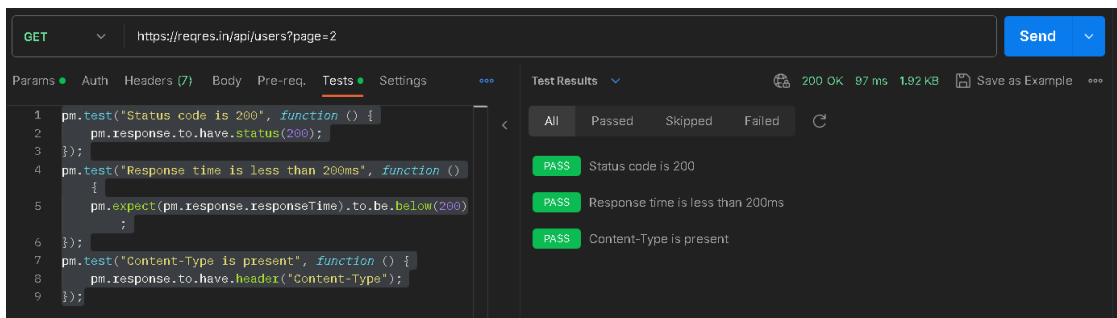 GET https://reqres.in/api/users?page=2 Send
Params Auth Headers (7) Body Pre-req. Tests Settings
Test Results 200 OK 97 ms 1.92 KB Save as Example
1 pm.test("Status code is 200", function () {
2 pm.response.to.have.status(200);
3 });
4 pm.test("Response time is less than 200ms", function ()
{
5 pm.expect(pm.response.responseTime).to.be.below(200)
;
6 });
7 pm.test("Content-Type is present", function () {
8 pm.response.to.have.header("Content-Type");
9 });
All Passed Skipped Failed
PASS Status code is 200
PASS Response time is less than 200ms
PASS Content-Type is present